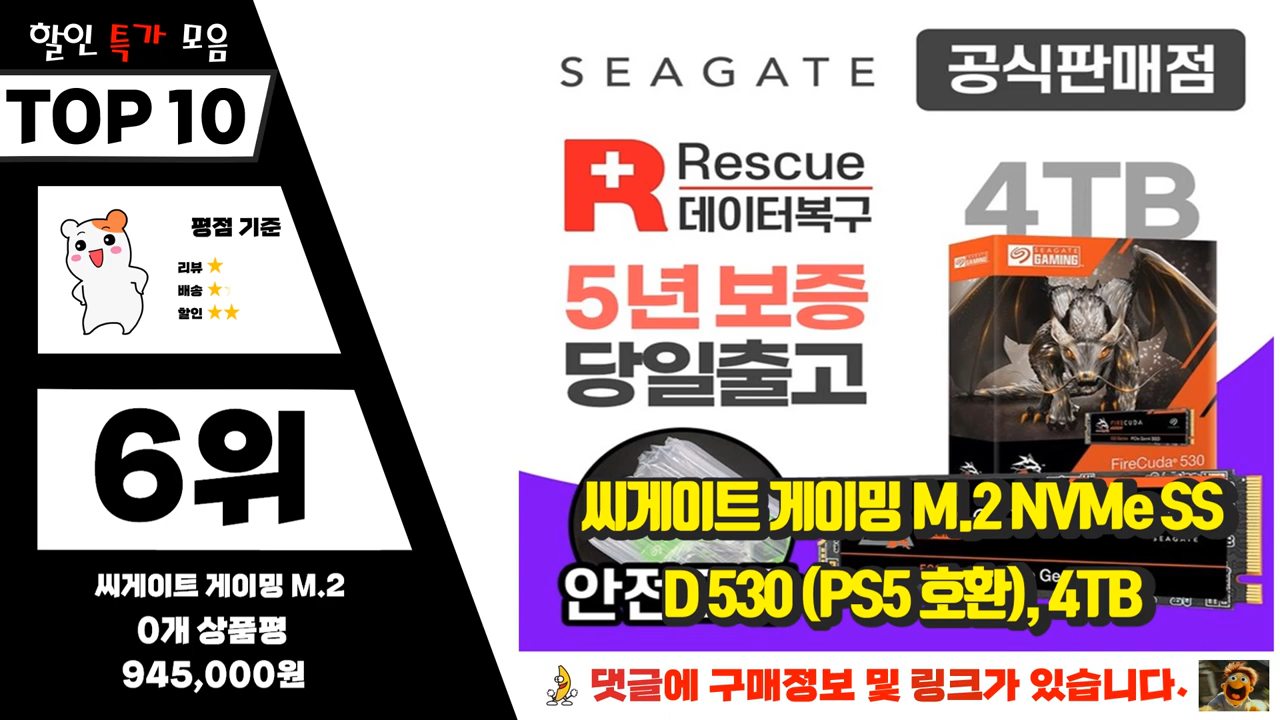 할인 특가 모음
TOP 10
평점 기준
리뷰 ★
배송 ★
할인 ★★
6위
씨게이트 게이밍 M.2
0개 상품평
945,000원
SEAGATE
공식판매점
R Rescue
데이터복구
4TB
5년 보증
당일출고
SEAGATE
GAMING
FIRECUDA
FireCuda® 530
씨게이트 게이밍 M.2 NVMe SS
SEAGATE
안전
D 530 (PS5 호환), 4TB
댓글에 구매정보 및 링크가 있습니다.